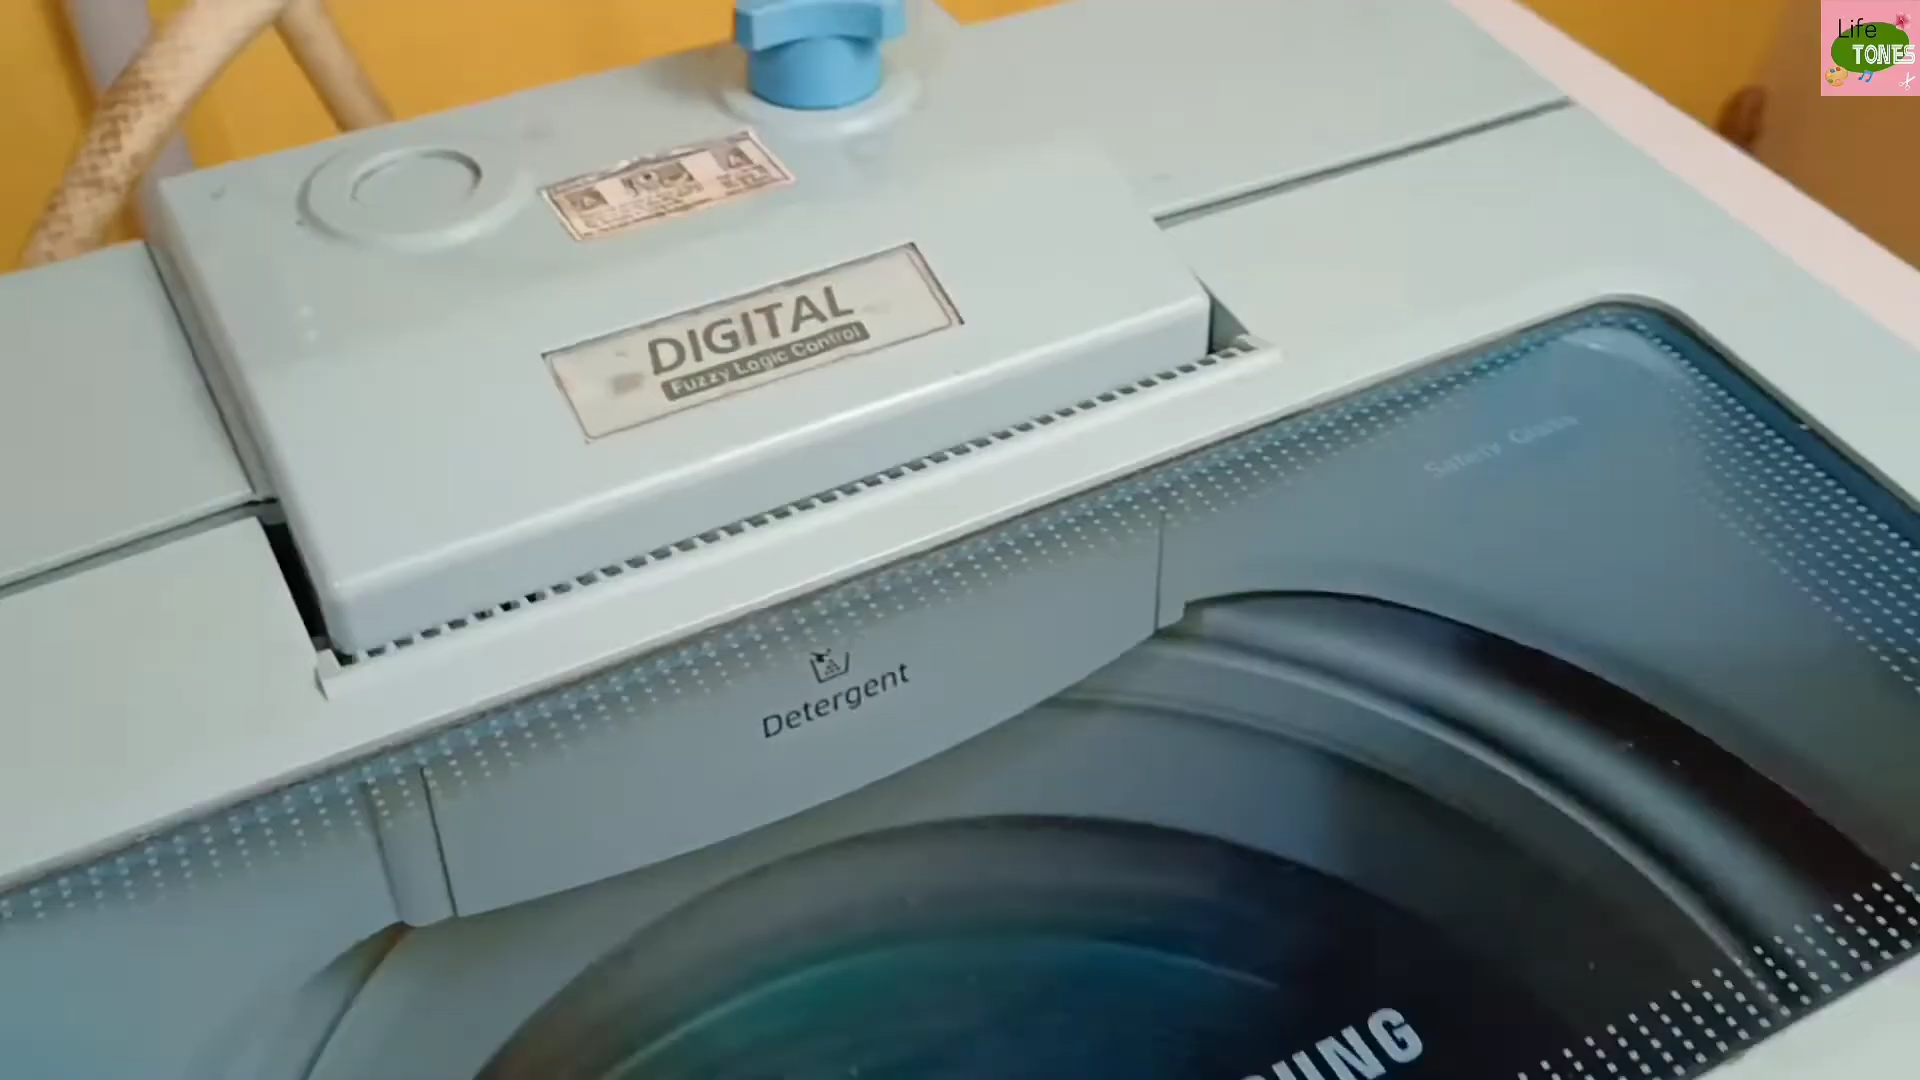 Life
TONES
DIGITAL
Fuzzy Logic Control
Safety Glass
Detergent
UNG